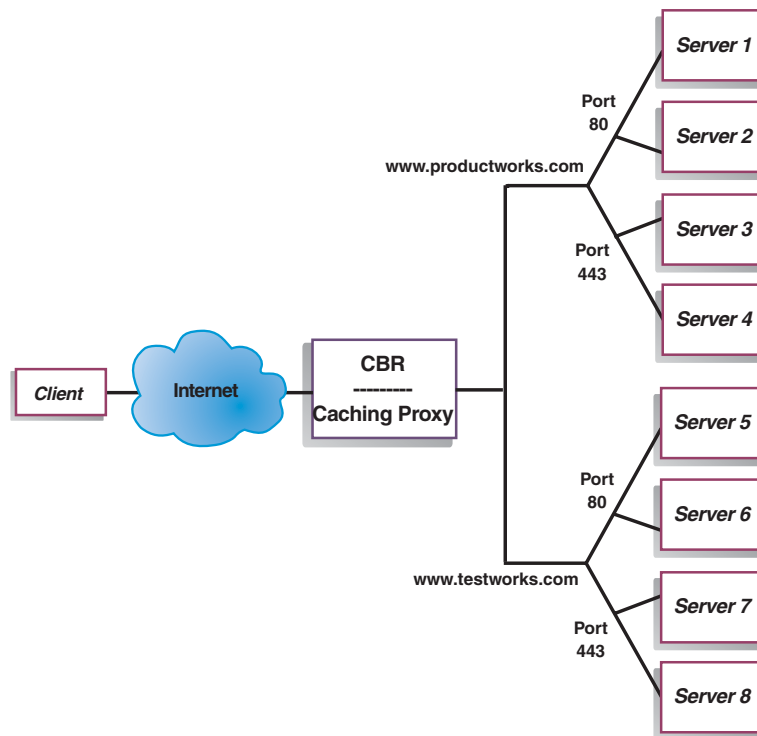 Server 1
Port
80
Server 2
www.productworks.com
Server 3
Port
443
Server 4
CBR
---------
Caching Proxy
Internet
Client
Server 5
Port
80
Server 6
www.testworks.com
Server 7
Port
443
Server 8